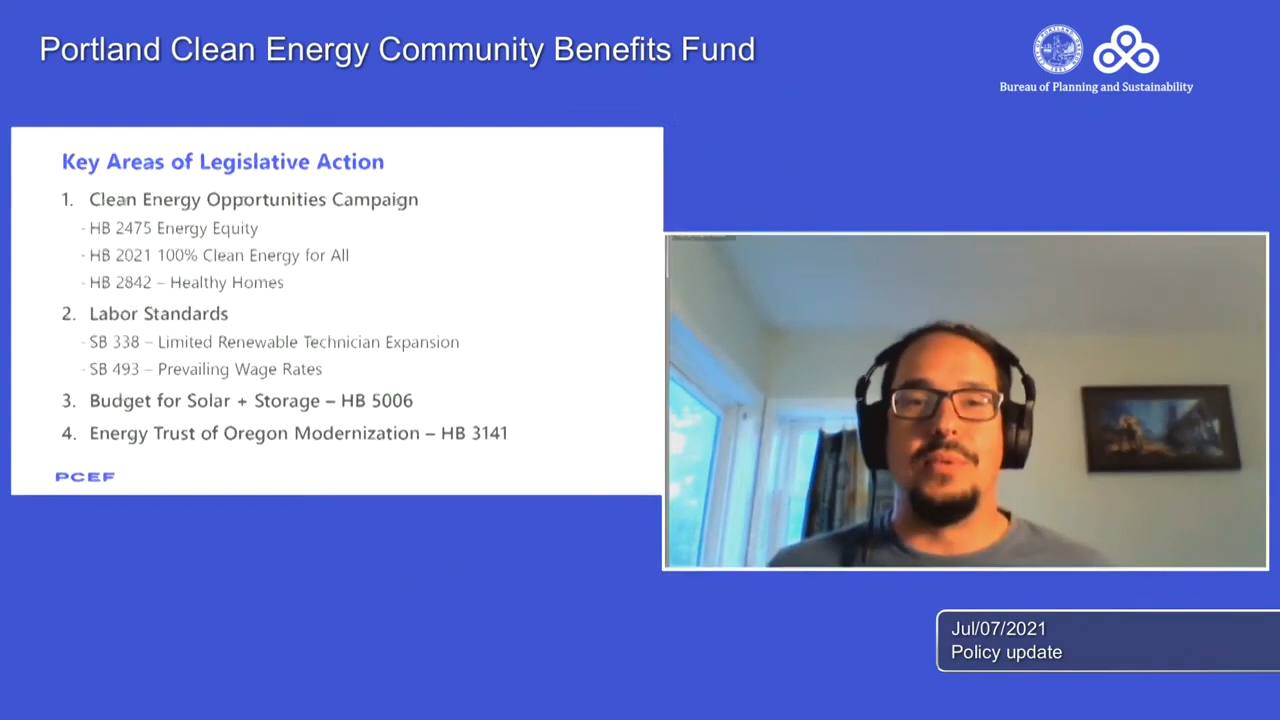 Portland Clean Energy Community Benefits Fund
Bureau of Planning and Sustainability
Key Areas of Legislative Action
1. Clean Energy Opportunities Campaign
- HB 2475 Energy Equity
- HB 2021 100% Clean Energy for All
- HB 2842 – Healthy Homes
2. Labor Standards
- SB 338 – Limited Renewable Technician Expansion
- SB 493 – Prevailing Wage Rates
3. Budget for Solar + Storage – HB 5006
4. Energy Trust of Oregon Modernization – HB 3141
PCEF
Jul/07/2021
Policy update